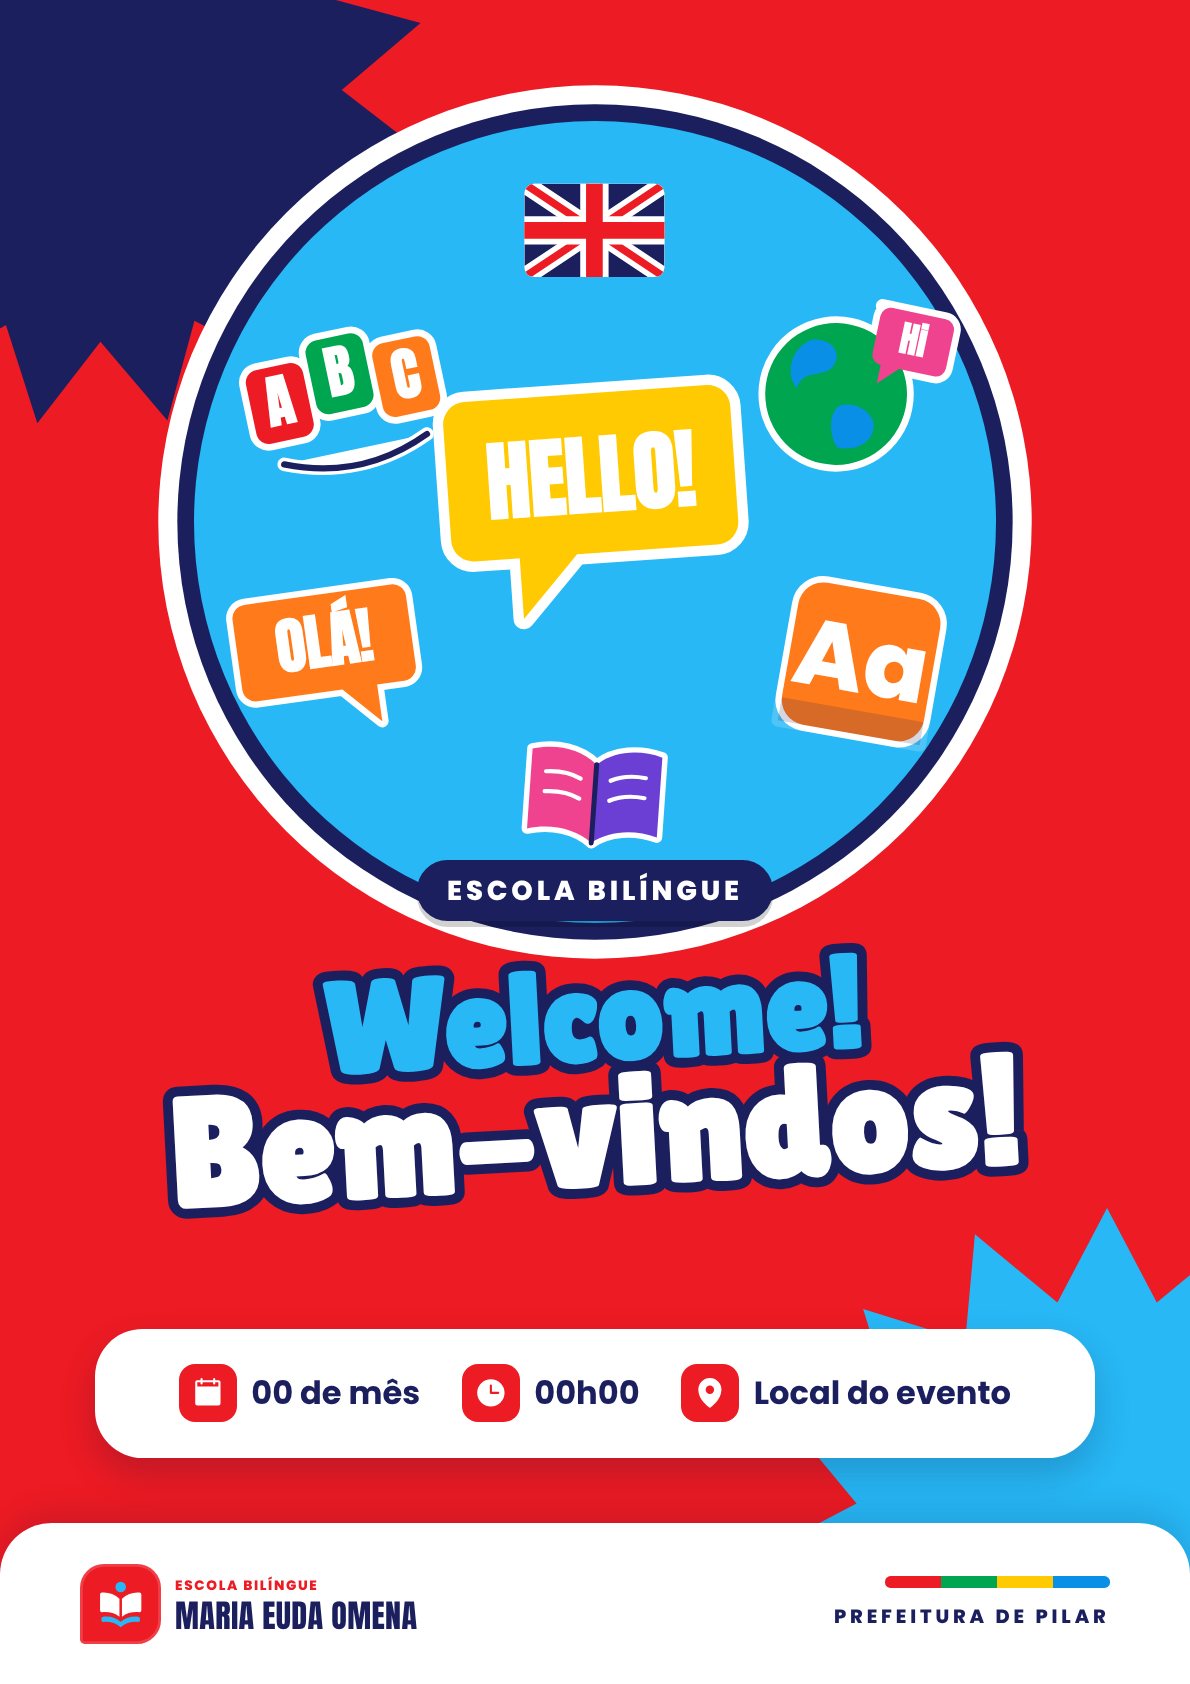 A B C
Hi
HELLO!
OLÁ!
Aa
ESCOLA BILÍNGUE
Welcome!
Bem-vindos!
00 de mês
00h00
Local do evento
ESCOLA BILÍNGUE
MARIA EUDA OMENA
PREFEITURA DE PILAR